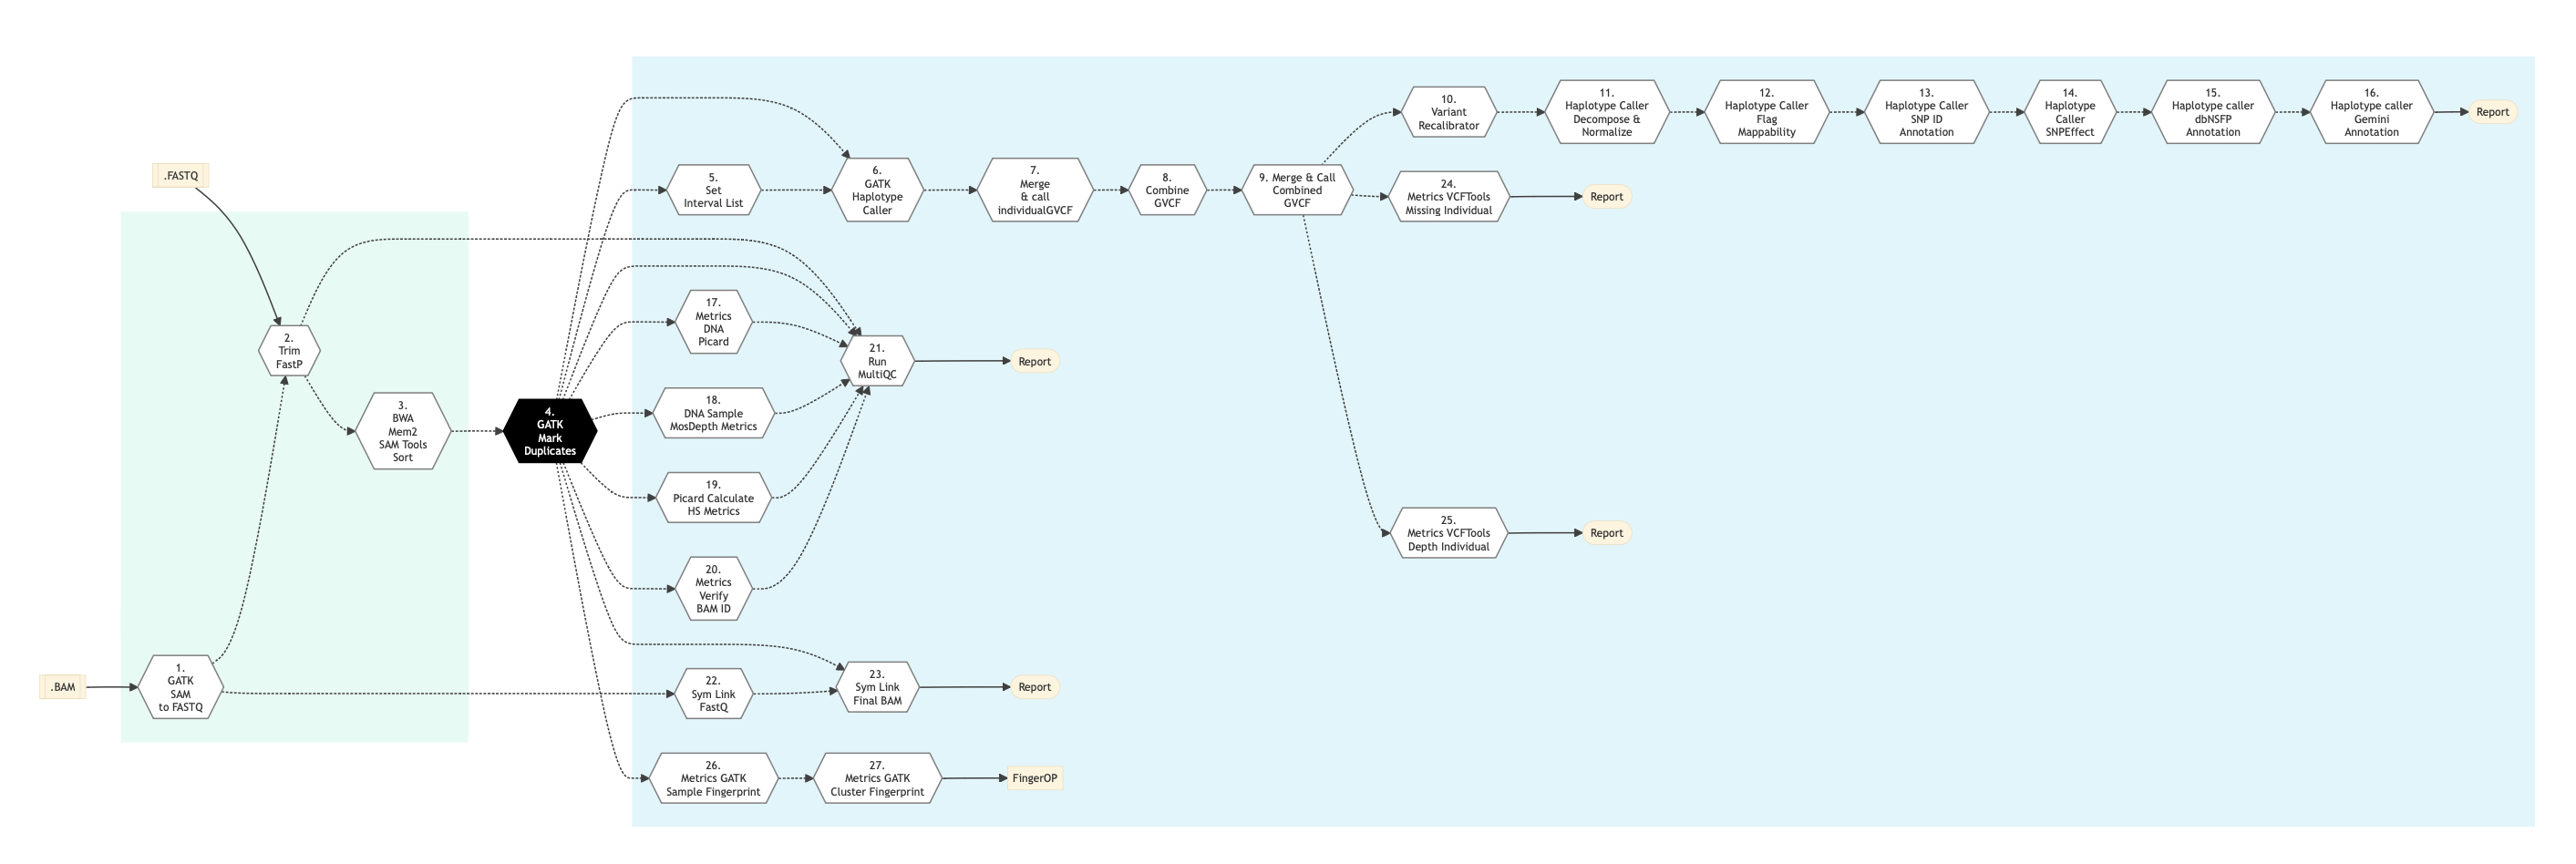 .FASTQ
.BAM
1.
GATK
SAM
to FASTQ
2.
Trim
FastP
3.
BWA
Mem2
SAM Tools
Sort
4.
GATK
Mark
Duplicates
5.
Set
Interval List
6.
GATK
Haplotype
Caller
7.
Merge
& call
individualGVCF
8.
Combine
GVCF
9. Merge & Call
Combined
GVCF
10.
Variant
Recalibrator
11.
Haplotype Caller
Decompose &
Normalize
12.
Haplotype Caller
Flag
Mappability
13.
Haplotype Caller
SNP ID
Annotation
14.
Haplotype
Caller
SNPEffect
15.
Haplotype caller
dbNSFP
Annotation
16.
Haplotype caller
Gemini
Annotation
Report
24.
Metrics VCFTools
Missing Individual
Report
25.
Metrics VCFTools
Depth Individual
Report
17.
Metrics
DNA
Picard
18.
DNA Sample
MosDepth Metrics
19.
Picard Calculate
HS Metrics
20.
Metrics
Verify
BAM ID
21.
Run
MultiQC
Report
22.
Sym Link
FastQ
23.
Sym Link
Final BAM
Report
26.
Metrics GATK
Sample Fingerprint
27.
Metrics GATK
Cluster Fingerprint
FingerOP